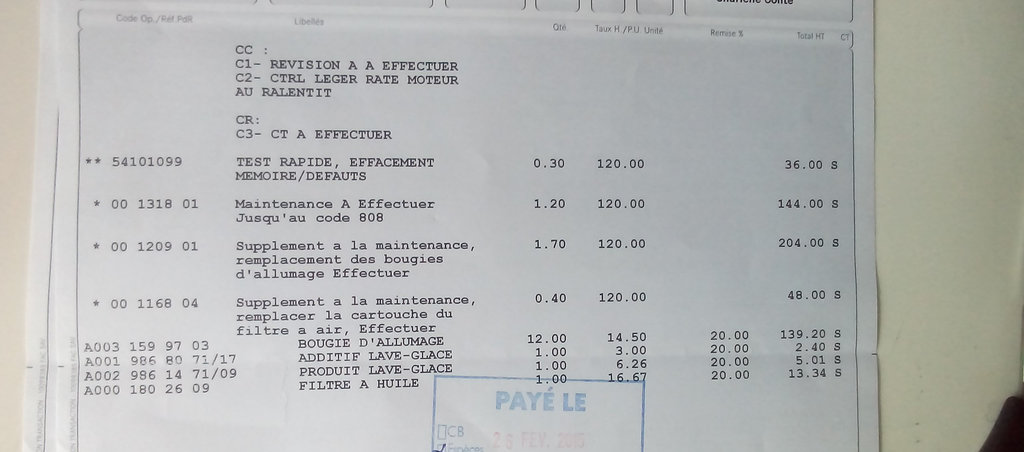 Code Op./Réf PdR Libellés Qté Taux H./P.U. Unité Remise % Total HT CT
CC :
C1- REVISION A A EFFECTUER
C2- CTRL LEGER RATE MOTEUR
AU RALENTIT
CR:
C3- CT A EFFECTUER
** 54101099 TEST RAPIDE, EFFACEMENT 0.30 120.00 36.00 S
MEMOIRE/DEFAUTS
* 00 1318 01 Maintenance A Effectuer 1.20 120.00 144.00 S
Jusqu'au code 808
* 00 1209 01 Supplement a la maintenance, 1.70 120.00 204.00 S
remplacement des bougies
d'allumage Effectuer
* 00 1168 04 Supplement a la maintenance, 0.40 120.00 48.00 S
remplacer la cartouche du
filtre a air, Effectuer
A003 159 97 03 BOUGIE D'ALLUMAGE 12.00 14.50 20.00 139.20 S
A001 986 80 71/17 ADDITIF LAVE-GLACE 1.00 3.00 20.00 2.40 S
A002 986 14 71/09 PRODUIT LAVE-GLACE 1.00 6.26 20.00 5.01 S
A000 180 26 09 FILTRE A HUILE 1.00 16.67 20.00 13.34 S
PAYÉ LE
CB 26 FEV. 2015
Espèces